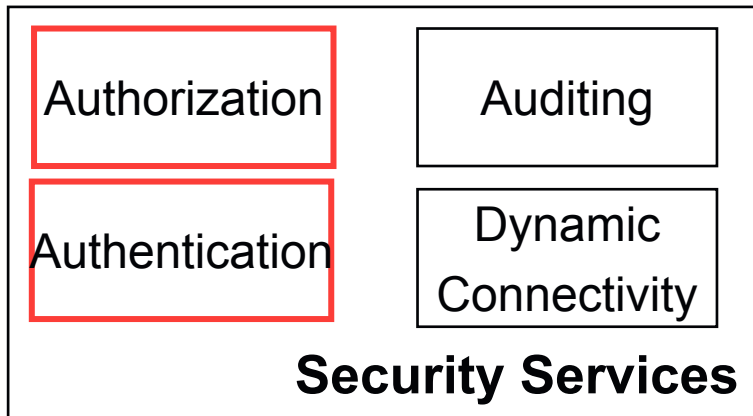 Authorization
Auditing
Authentication
Dynamic
Connectivity
Security Services